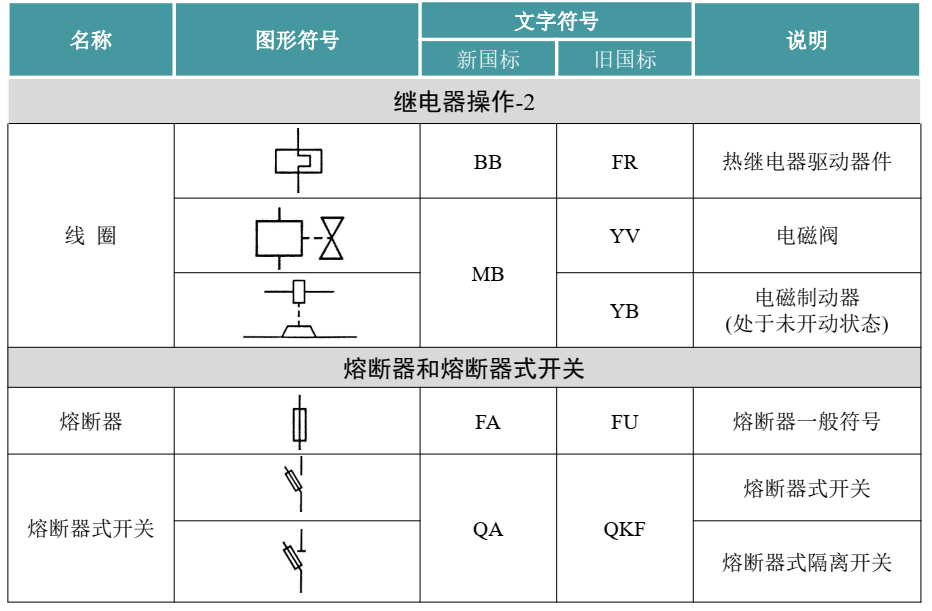 名称 图形符号 文字符号 说明
新国标 旧国标
继电器操作-2
线 圈 BB FR 热继电器驱动器件
MB YV 电磁阀
YB 电磁制动器
(处于未开动状态)
熔断器和熔断器式开关
熔断器 FA FU 熔断器一般符号
熔断器式开关 QA QKF 熔断器式开关
熔断器式隔离开关